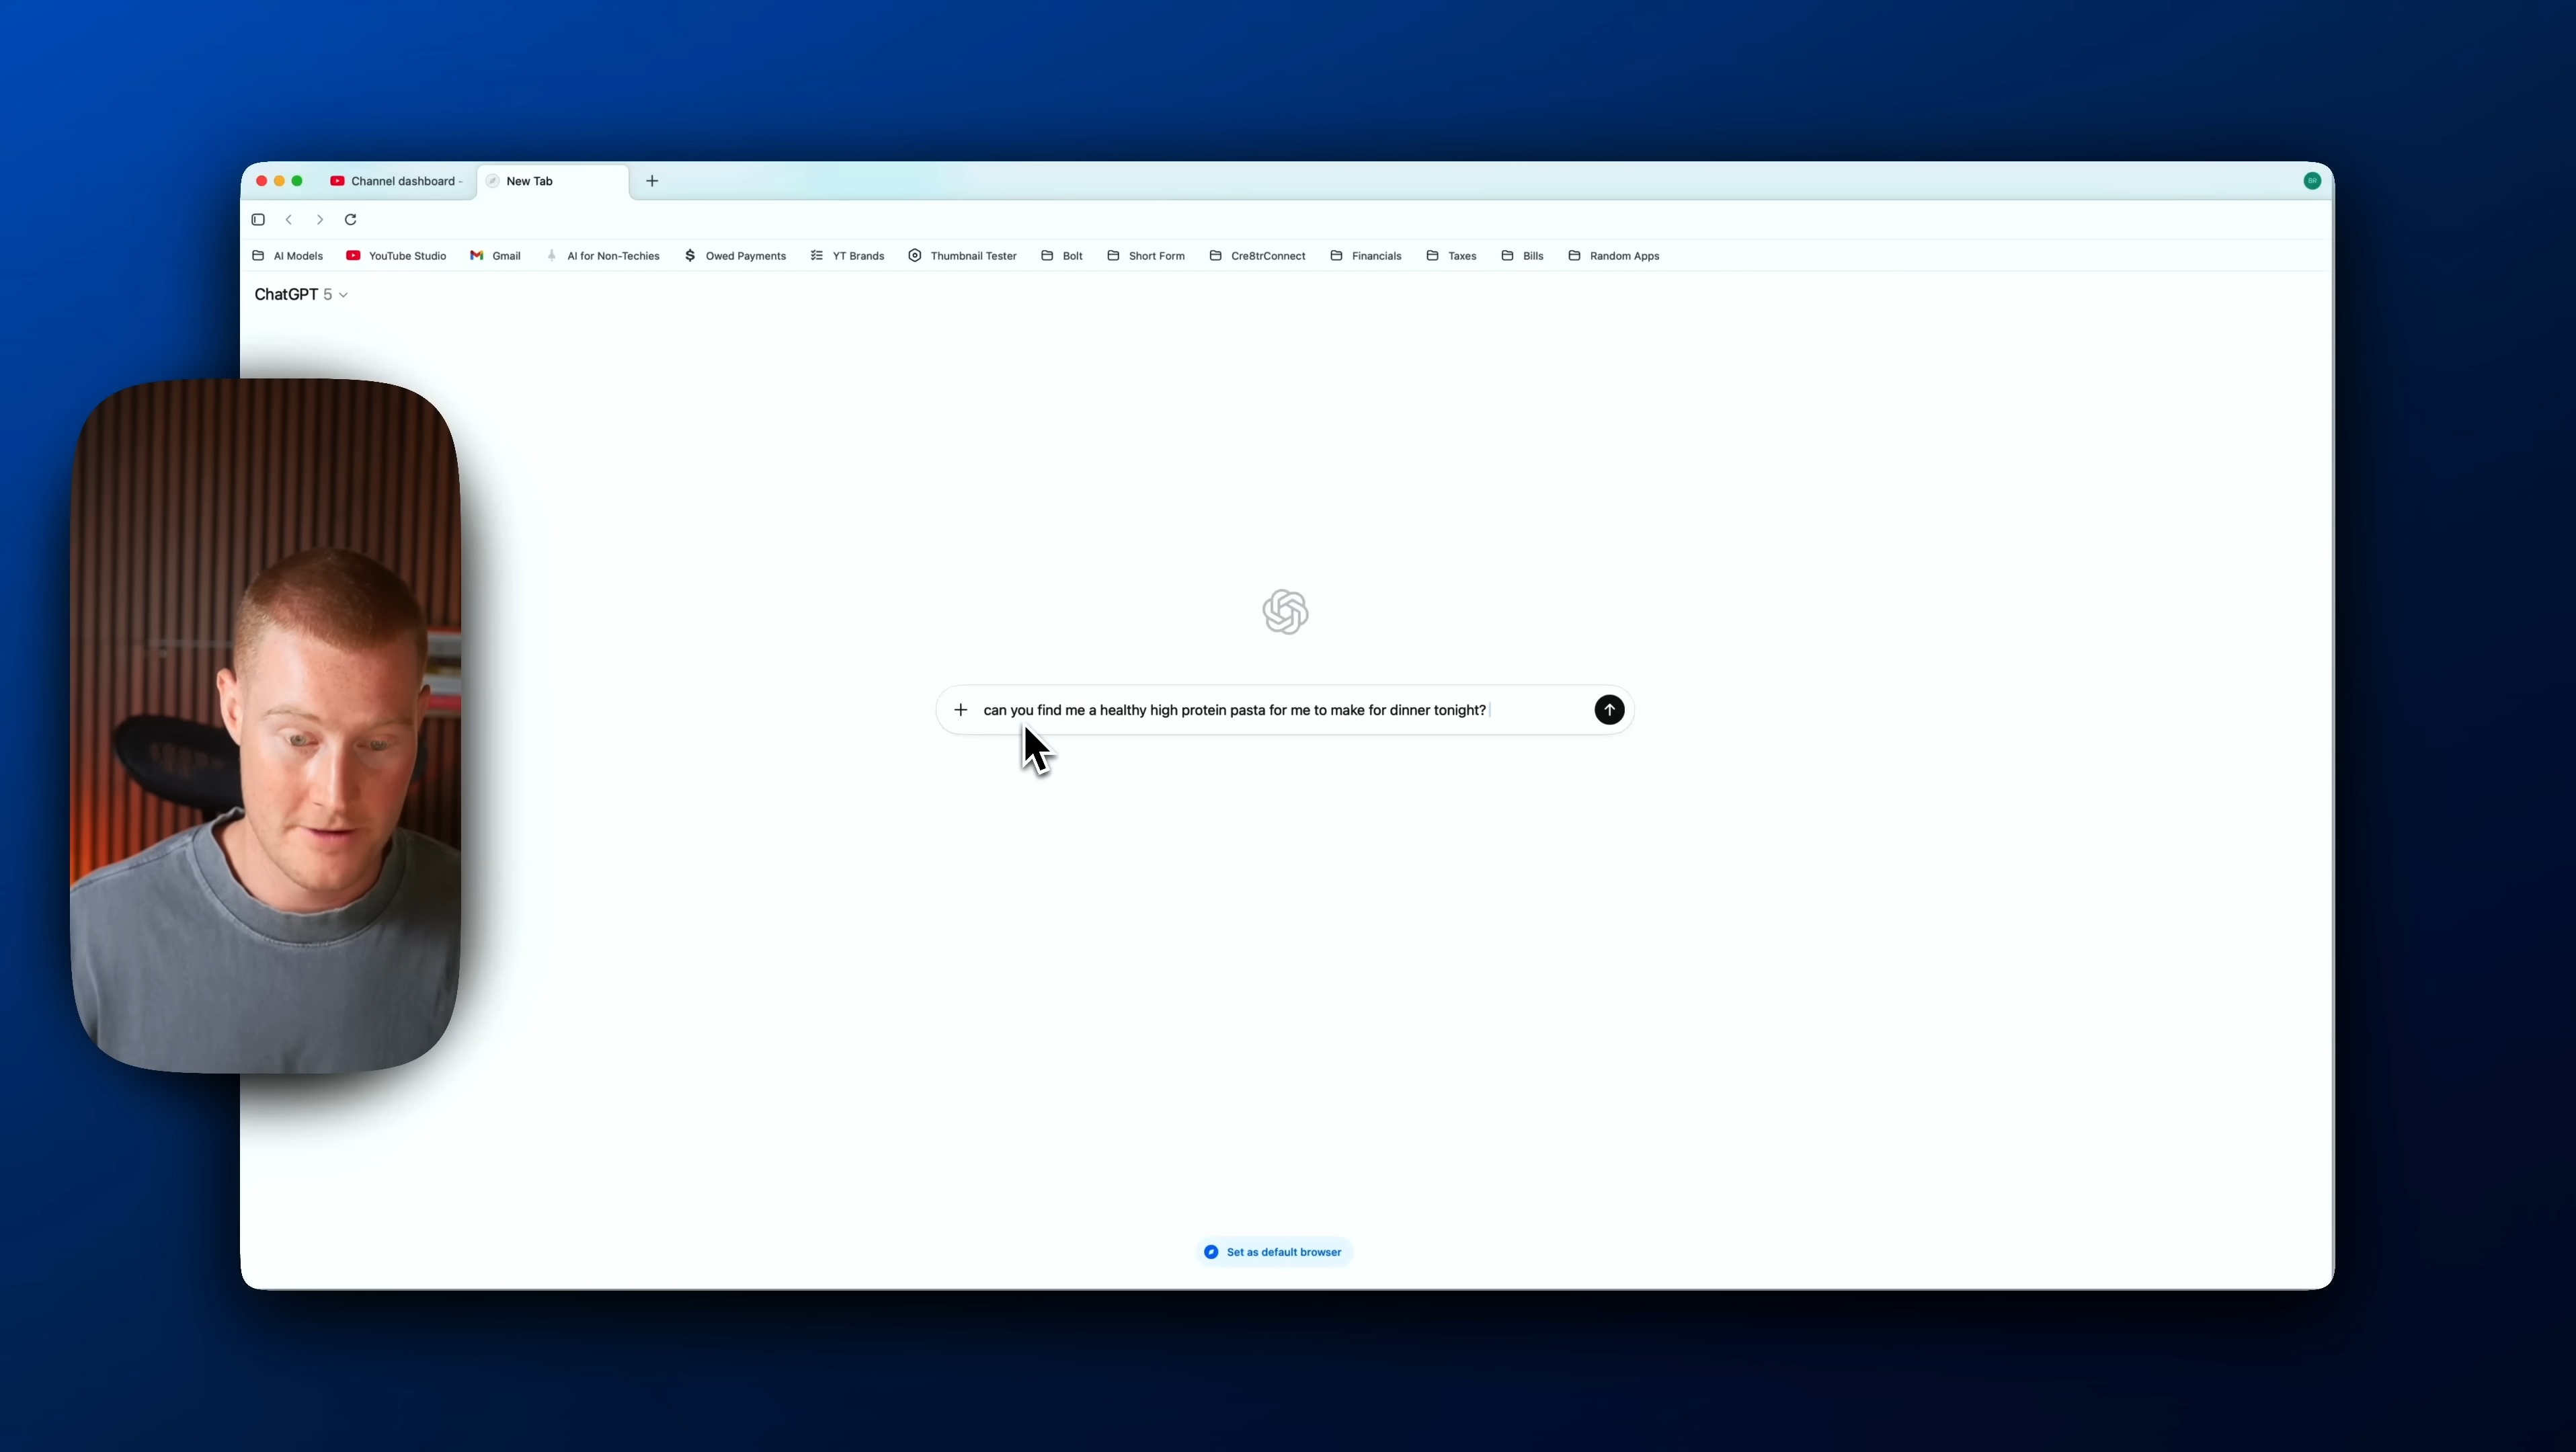 Channel dashboard -
New Tab
AI Models
YouTube Studio
Gmail
AI for Non-Techies
Owed Payments
YT Brands
Thumbnail Tester
Bolt
Short Form
Cre8trConnect
Financials
Taxes
Bills
Random Apps
ChatGPT 5
can you find me a healthy high protein pasta for me to make for dinner tonight?
Set as default browser